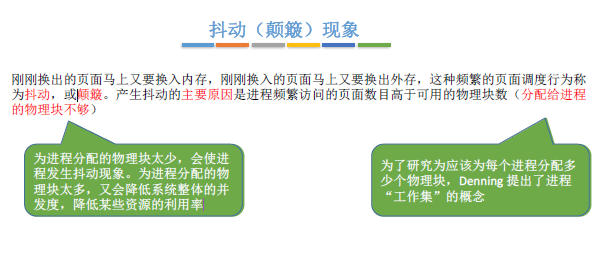 抖动（颠簸）现象
刚刚换出的页面马上又要换入内存，刚刚换入的页面马上又要换出外存，这种频繁的页面调度行为称
为抖动，或颠簸。产生抖动的主要原因是进程频繁访问的页面数目高于可用的物理块数（分配给进程
的物理块不够）
为进程分配的物理块太少，会使进
程发生抖动现象。为进程分配的物
理块太多，又会降低系统整体的并
发度，降低某些资源的利用率
为了研究为应该为每个进程分配多
少个物理块，Denning 提出了进程
“工作集”的概念